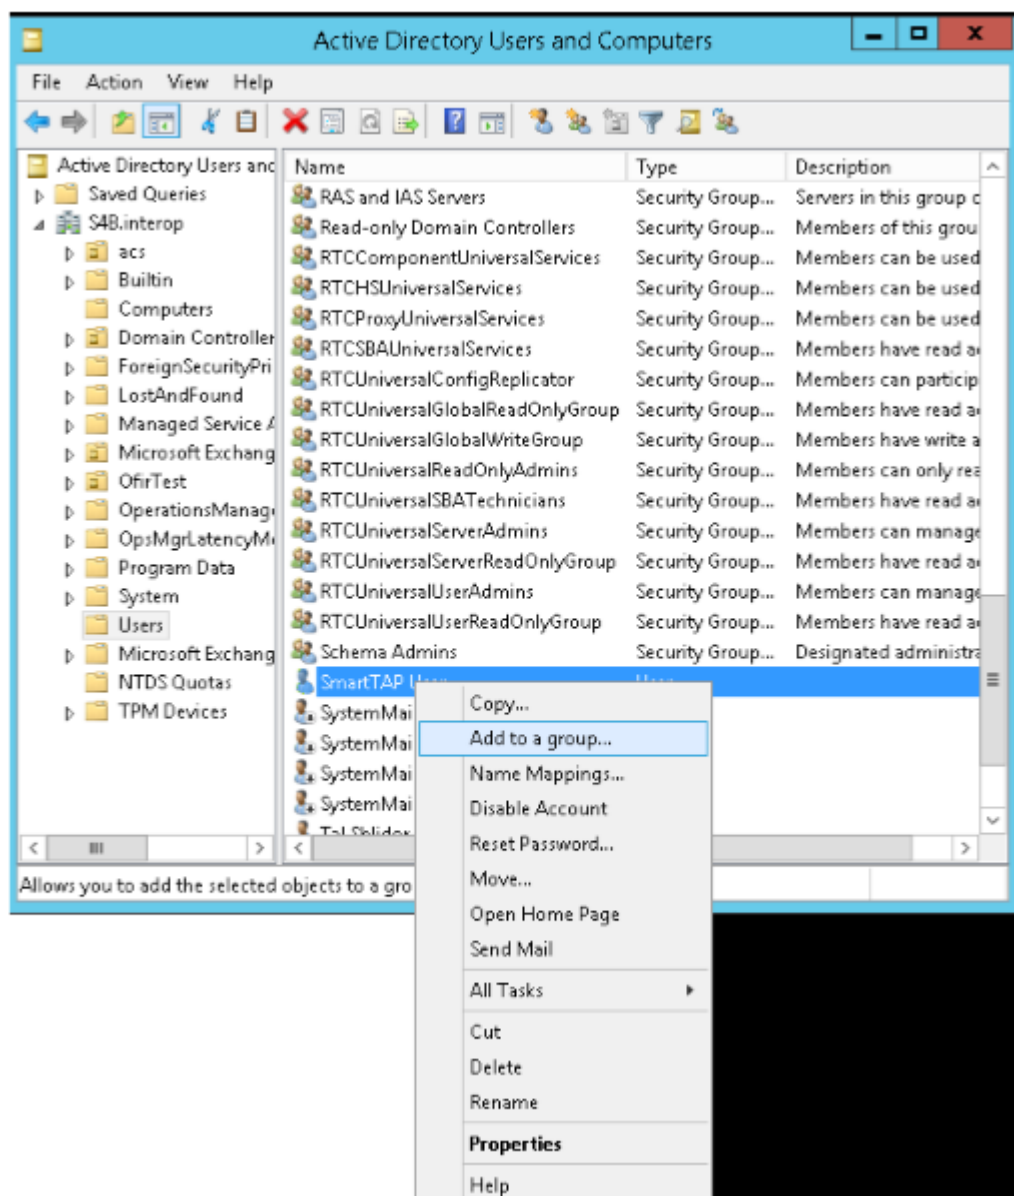 Active Directory Users and Computers
File Action View Help
Active Directory Users and
Saved Queries
S4B.interop
acs
Builtin
Computers
Domain Controller
ForeignSecurityPri
LostAndFound
Managed Service A
Microsoft Exchang
OfirTest
OperationsManag
OpsMgrLatencyM
Program Data
System
Users
Microsoft Exchang
NTDS Quotas
TPM Devices
Name Type Description
RAS and IAS Servers Security Group... Servers in this group c
Read-only Domain Controllers Security Group... Members of this grou
RTCComponentUniversalServices Security Group... Members can be used
RTCHSUniversalServices Security Group... Members can be used
RTCProxyUniversalServices Security Group... Members can be used
RTCSBAUniversalServices Security Group... Members have read a
RTCUniversalConfigReplicator Security Group... Members can particip
RTCUniversalGlobalReadOnlyGroup Security Group... Members have read a
RTCUniversalGlobalWriteGroup Security Group... Members have write a
RTCUniversalReadOnlyAdmins Security Group... Members can only rea
RTCUniversalSBATechnicians Security Group... Members have read a
RTCUniversalServerAdmins Security Group... Members can manage
RTCUniversalServerReadOnlyGroup Security Group... Members have read a
RTCUniversalUserAdmins Security Group... Members can manage
RTCUniversalUserReadOnlyGroup Security Group... Members have read a
Schema Admins Security Group... Designated administra
SmartTAP User
SystemMai
SystemMai
SystemMai
SystemMai
Copy...
Add to a group...
Name Mappings...
Disable Account
Reset Password...
Move...
Open Home Page
Send Mail
All Tasks
Cut
Delete
Rename
Properties
Help
Allows you to add the selected objects to a gro